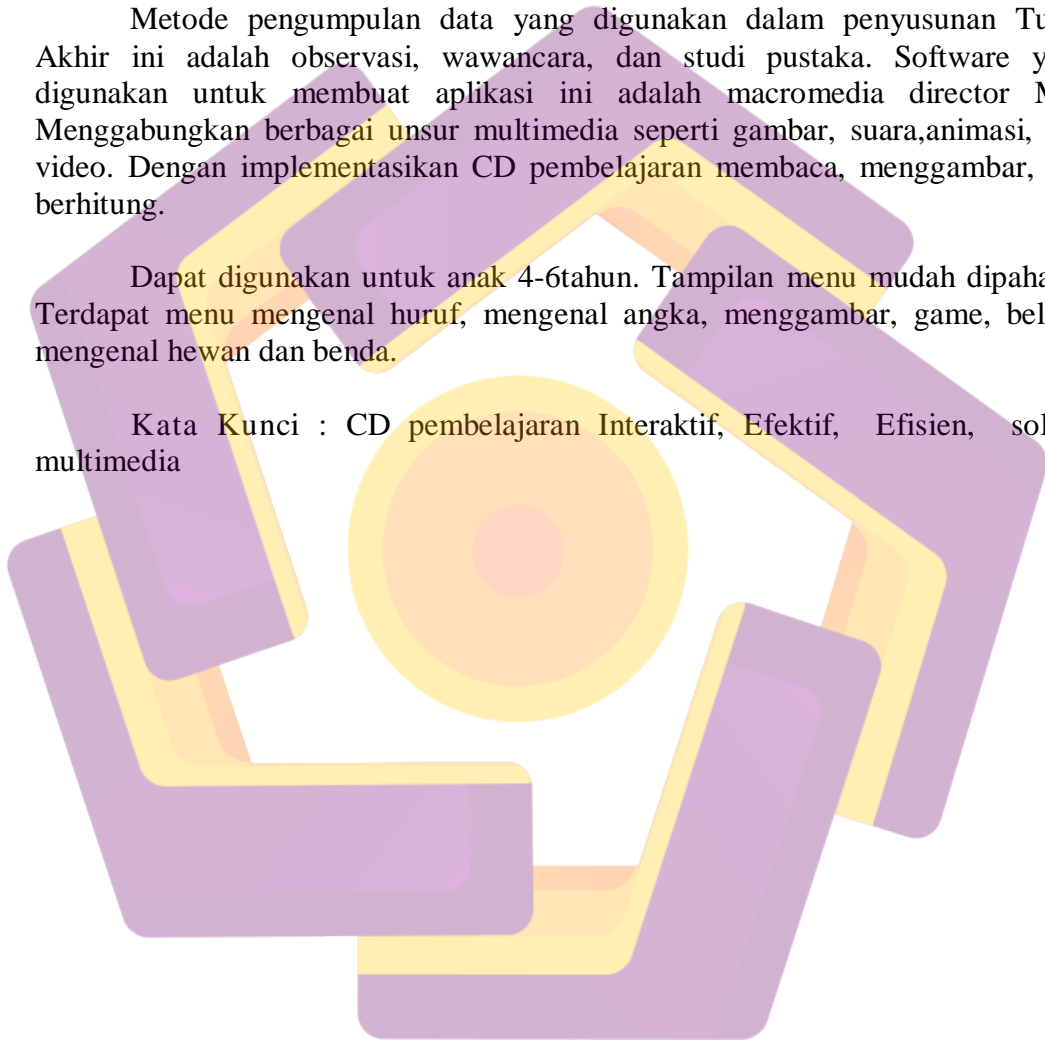 Metode pengumpulan data yang digunakan dalam penyusunan Tu
Akhir ini adalah observasi, wawancara, dan studi pustaka. Software y
digunakan untuk membuat aplikasi ini adalah macromedia director M
Menggabungkan berbagai unsur multimedia seperti gambar, suara,animasi,
video. Dengan implementasikan CD pembelajaran membaca, menggambar,
berhitung.
Dapat digunakan untuk anak 4-6tahun. Tampilan menu mudah dipaha
Terdapat menu mengenal huruf, mengenal angka, menggambar, game, bel
mengenal hewan dan benda.
Kata Kunci : CD pembelajaran Interaktif, Efektif, Efisien, sol
multimedia